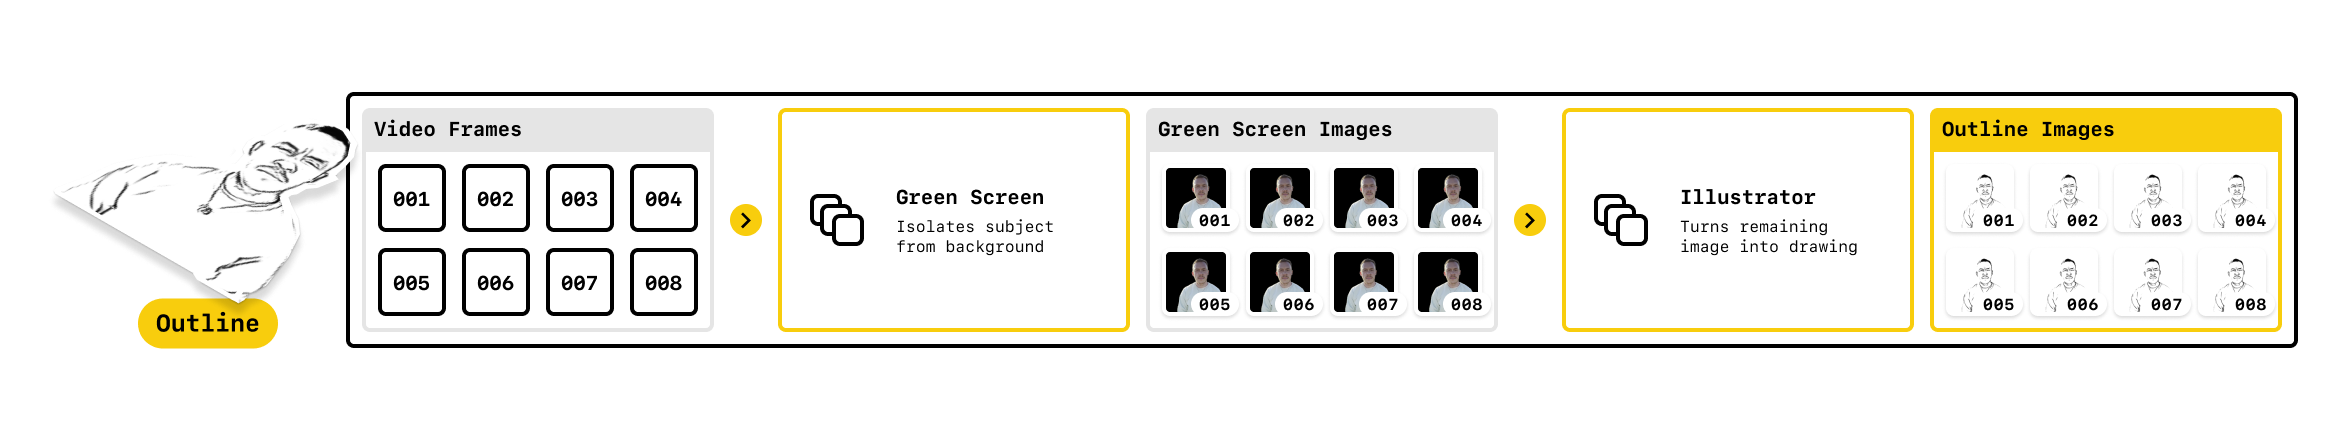 Outline
Video Frames
001 002 003 004
005 006 007 008
Green Screen
Isolates subject
from background
Green Screen Images
001 002 003 004
005 006 007 008
Illustrator
Turns remaining
image into drawing
Outline Images
001 002 003 004
005 006 007 008